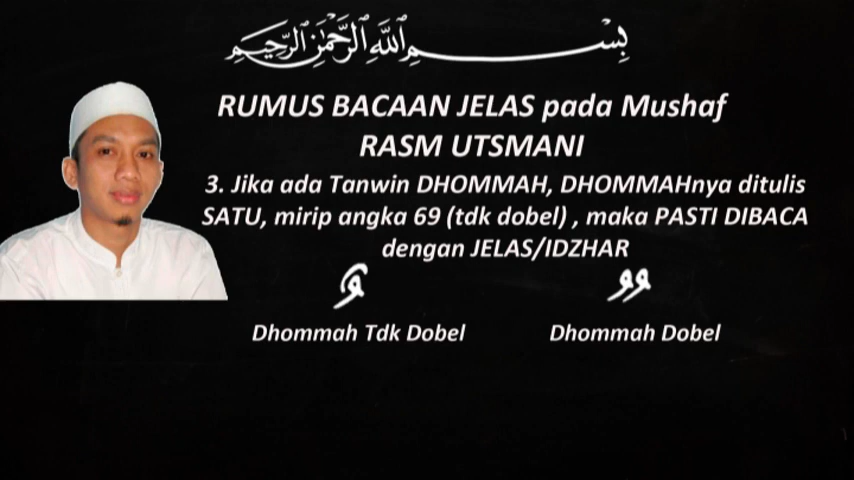 بِسْمِ اللَّهِ الرَّحْمَٰنِ الرَّحِيمِ
RUMUS BACAAN JELAS pada Mushaf
RASM UTSMANI
3. Jika ada Tanwin DHOMMAH, DHOMMAHnya ditulis
SATU, mirip angka 69 (tdk dobel) , maka PASTI DIBACA
dengan JELAS/IDZHAR
Dhommah Tdk Dobel Dhommah Dobel